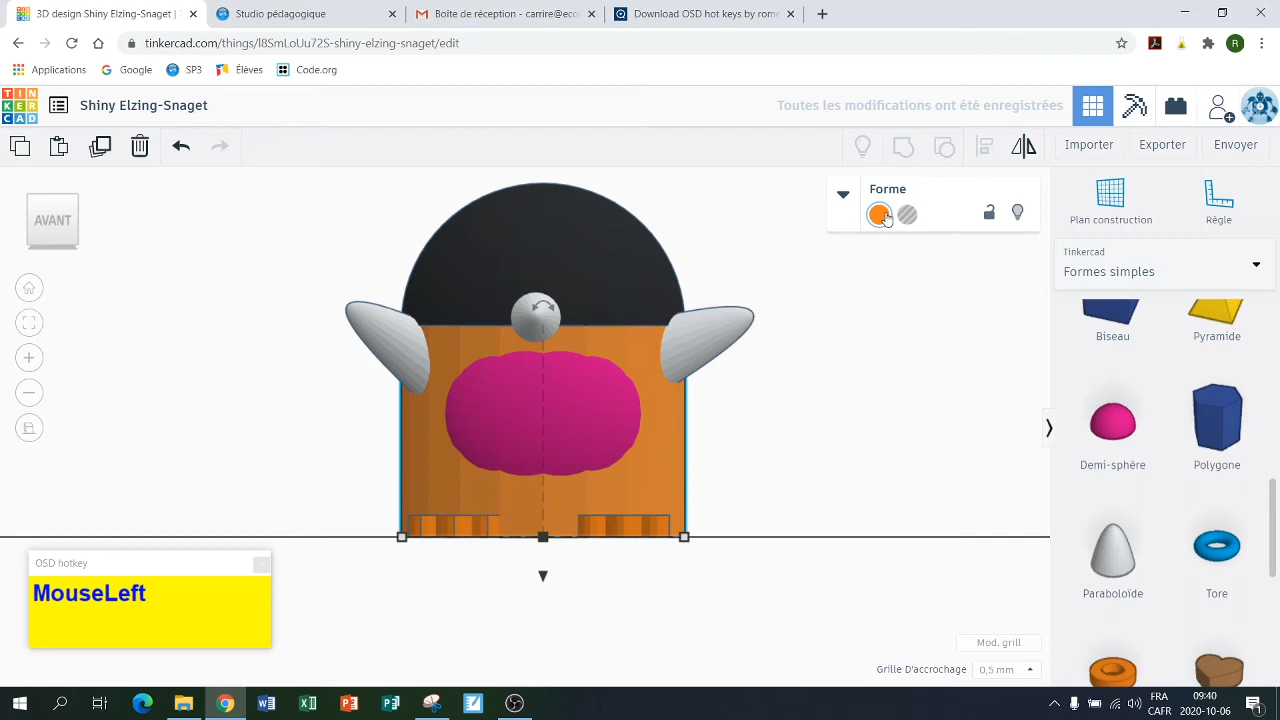 3D design Shiny Elzing-Snaget | T
Studio pédagogique
Boîte de réception - carrire@ecol
Download OSD hot keys by rome
tinkercad.com/things/l8SmLoUu72S-shiny-elzing-snaget/edit
R
Applications
Google
SP3
Élèves
Code.org
TIN
KER
CAD
Shiny Elzing-Snaget
Toutes les modifications ont été enregistrées
Importer
Exporter
Envoyer
AVANT
Forme
Plan construction
Règle
Tinkercad
Formes simples
Biseau
Pyramide
Demi-sphère
Polygone
Paraboloïde
Tore
OSD hotkey
MouseLeft
Mod. grill
Grille D'accrochage
0,5 mm
FRA
CAFR
09:40
2020-10-06